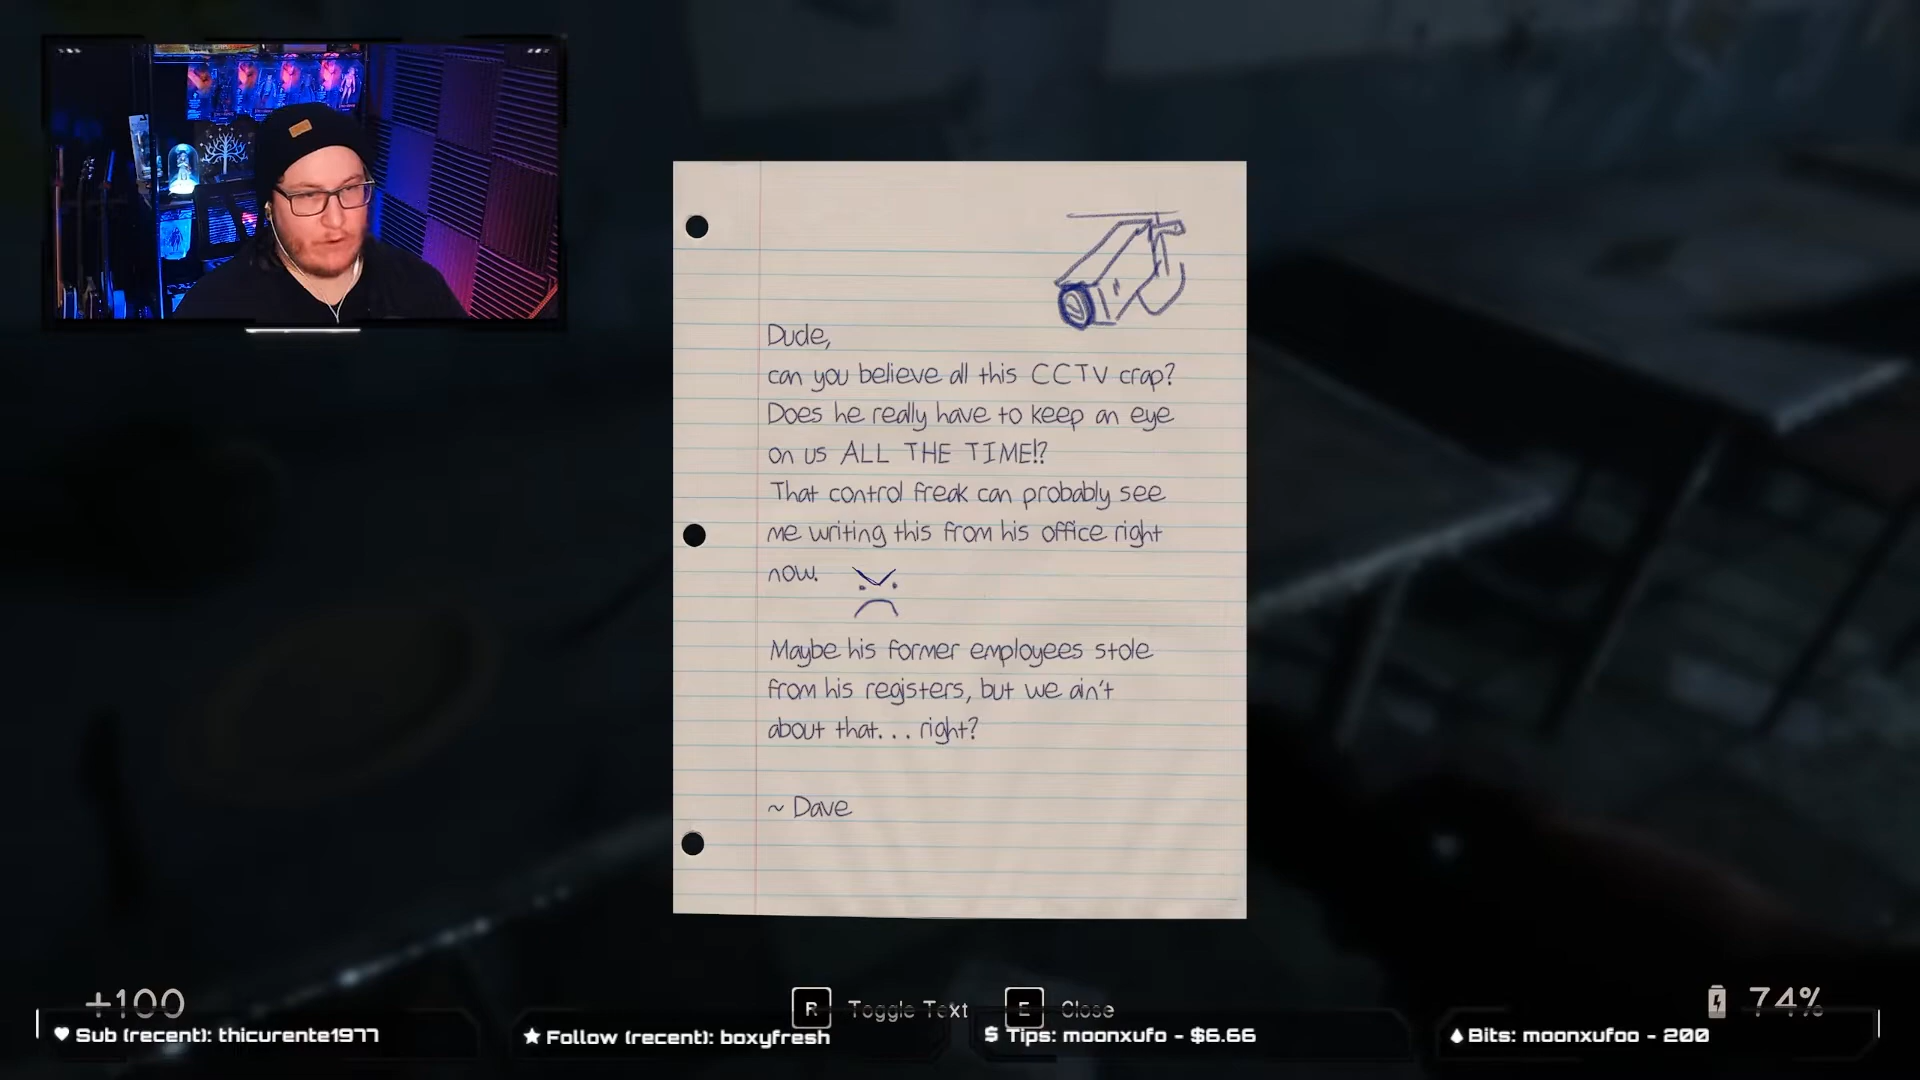 Dude,
can you believe all this CCTV crap?
Does he really have to keep an eye
on us ALL THE TIME!?
That control freak can probably see
me writing this from his office right
now.
Maybe his former employees stole
from his registers, but we ain't
about that... right?
~ Dave
+100
R Toggle Text E Close
74%
Sub (recent): thicurente1977
Follow (recent): boxyfresh
$ Tips: moonxufo - $6.66
Bits: moonxufoo - 200